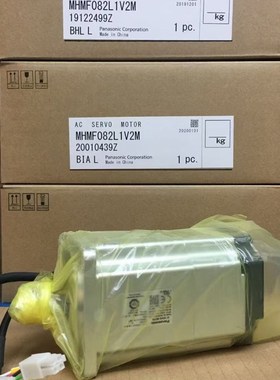 MHMF082L1V2M
19122499Z
BHL L
Panasonic Corporation
Made in China
1 pc.
kg
AC SERVO MOTOR
MHMF082L1V2M
20010439Z
BIA L
Panasonic Corporation
Made in China
1 pc.
kg
Panasonic